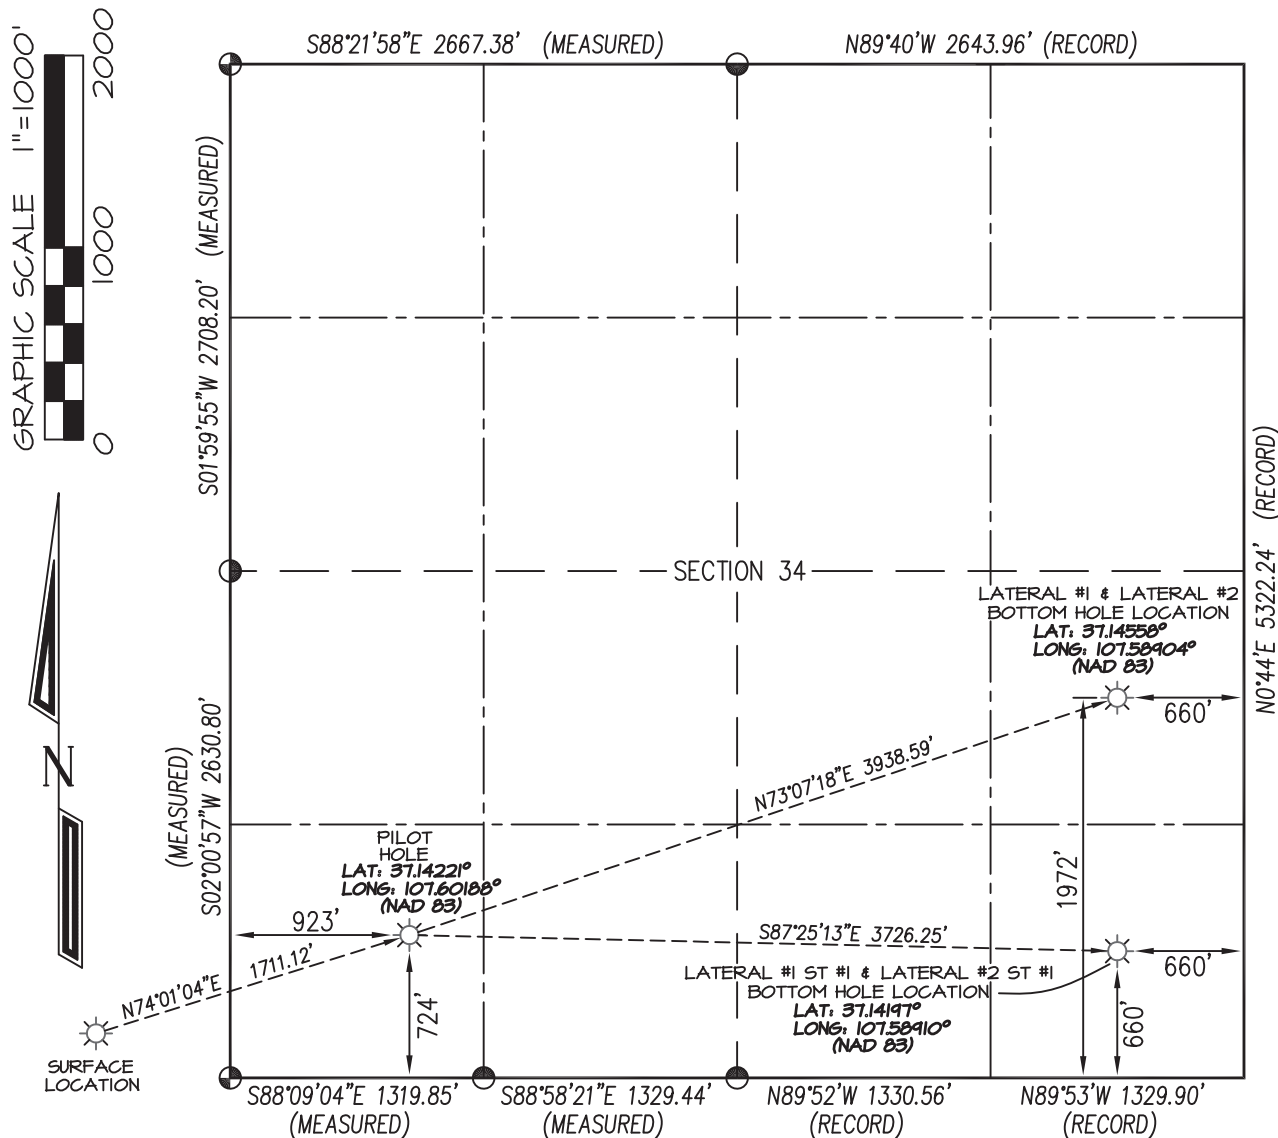 S88°21'58"E 2667.38' (MEASURED)
N89°40'W 2643.96' (RECORD)
GRAPHIC SCALE 1"=1000'
2000
1000
0
S01°59'55"W 2708.20' (MEASURED)
SECTION 34
N0°44'E 5322.24' (RECORD)
LATERAL #1 & LATERAL #2
BOTTOM HOLE LOCATION
LAT: 37.14558°
LONG: 107.58904°
(NAD 83)
660'
N
(MEASURED)
S02°00'57"W 2630.80'
N73°07'18"E 3938.59'
1972'
PILOT
HOLE
LAT: 37.14221°
LONG: 107.60188°
(NAD 83)
923'
S87°25'13"E 3726.25'
660'
N74°01'04"E 1711.12'
724'
LATERAL #1 ST #1 & LATERAL #2 ST #1
BOTTOM HOLE LOCATION
LAT: 37.14197°
LONG: 107.58910°
(NAD 83)
660'
SURFACE
LOCATION
S88°09'04"E 1319.85'
(MEASURED)
S88°58'21"E 1329.44'
(MEASURED)
N89°52'W 1330.56'
(RECORD)
N89°53'W 1329.90'
(RECORD)